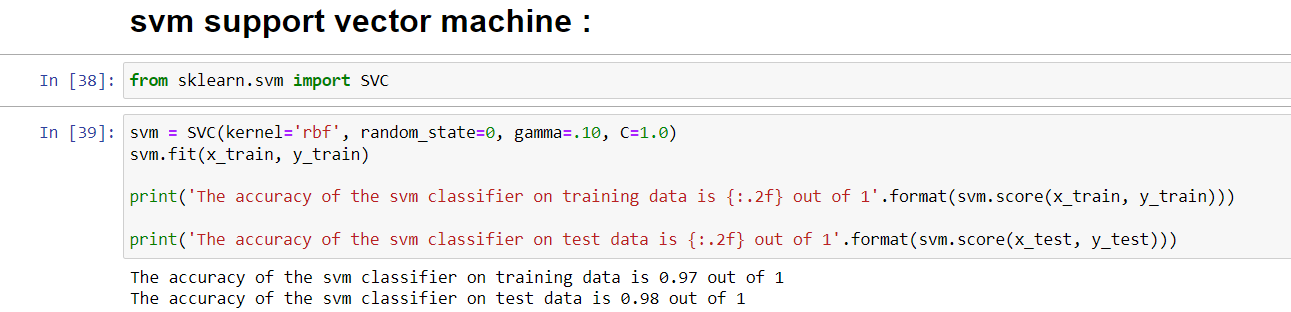 svm support vector machine :
In [38]: from sklearn.svm import SVC
In [39]: svm = SVC(kernel='rbf', random_state=0, gamma=.10, C=1.0)
svm.fit(x_train, y_train)
print('The accuracy of the svm classifier on training data is {:.2f} out of 1'.format(svm.score(x_train, y_train)))
print('The accuracy of the svm classifier on test data is {:.2f} out of 1'.format(svm.score(x_test, y_test)))
The accuracy of the svm classifier on training data is 0.97 out of 1
The accuracy of the svm classifier on test data is 0.98 out of 1